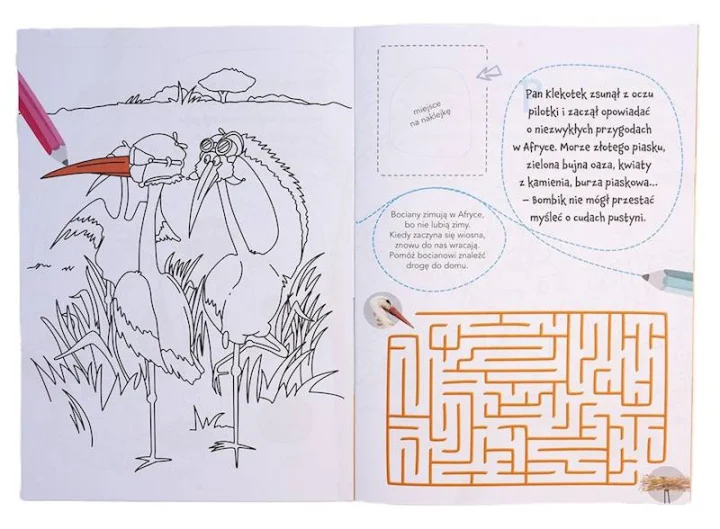 miejsce
na naklejkę
Pan Klekotek zsunął z oczu
pilotki i zaczął opowiadać
o niezwykłych przygodach
w Afryce. Morze złotego piasku,
zielona bujna oaza, kwiaty
z kamienia, burza piaskowa...
– Bombik nie mógł przestać
myśleć o cudach pustyni.
Bociany zimują w Afryce,
bo nie lubią zimy.
Kiedy zaczyna się wiosna,
znowu do nas wracają.
Pomóż bocianowi znaleźć
drogę do domu.